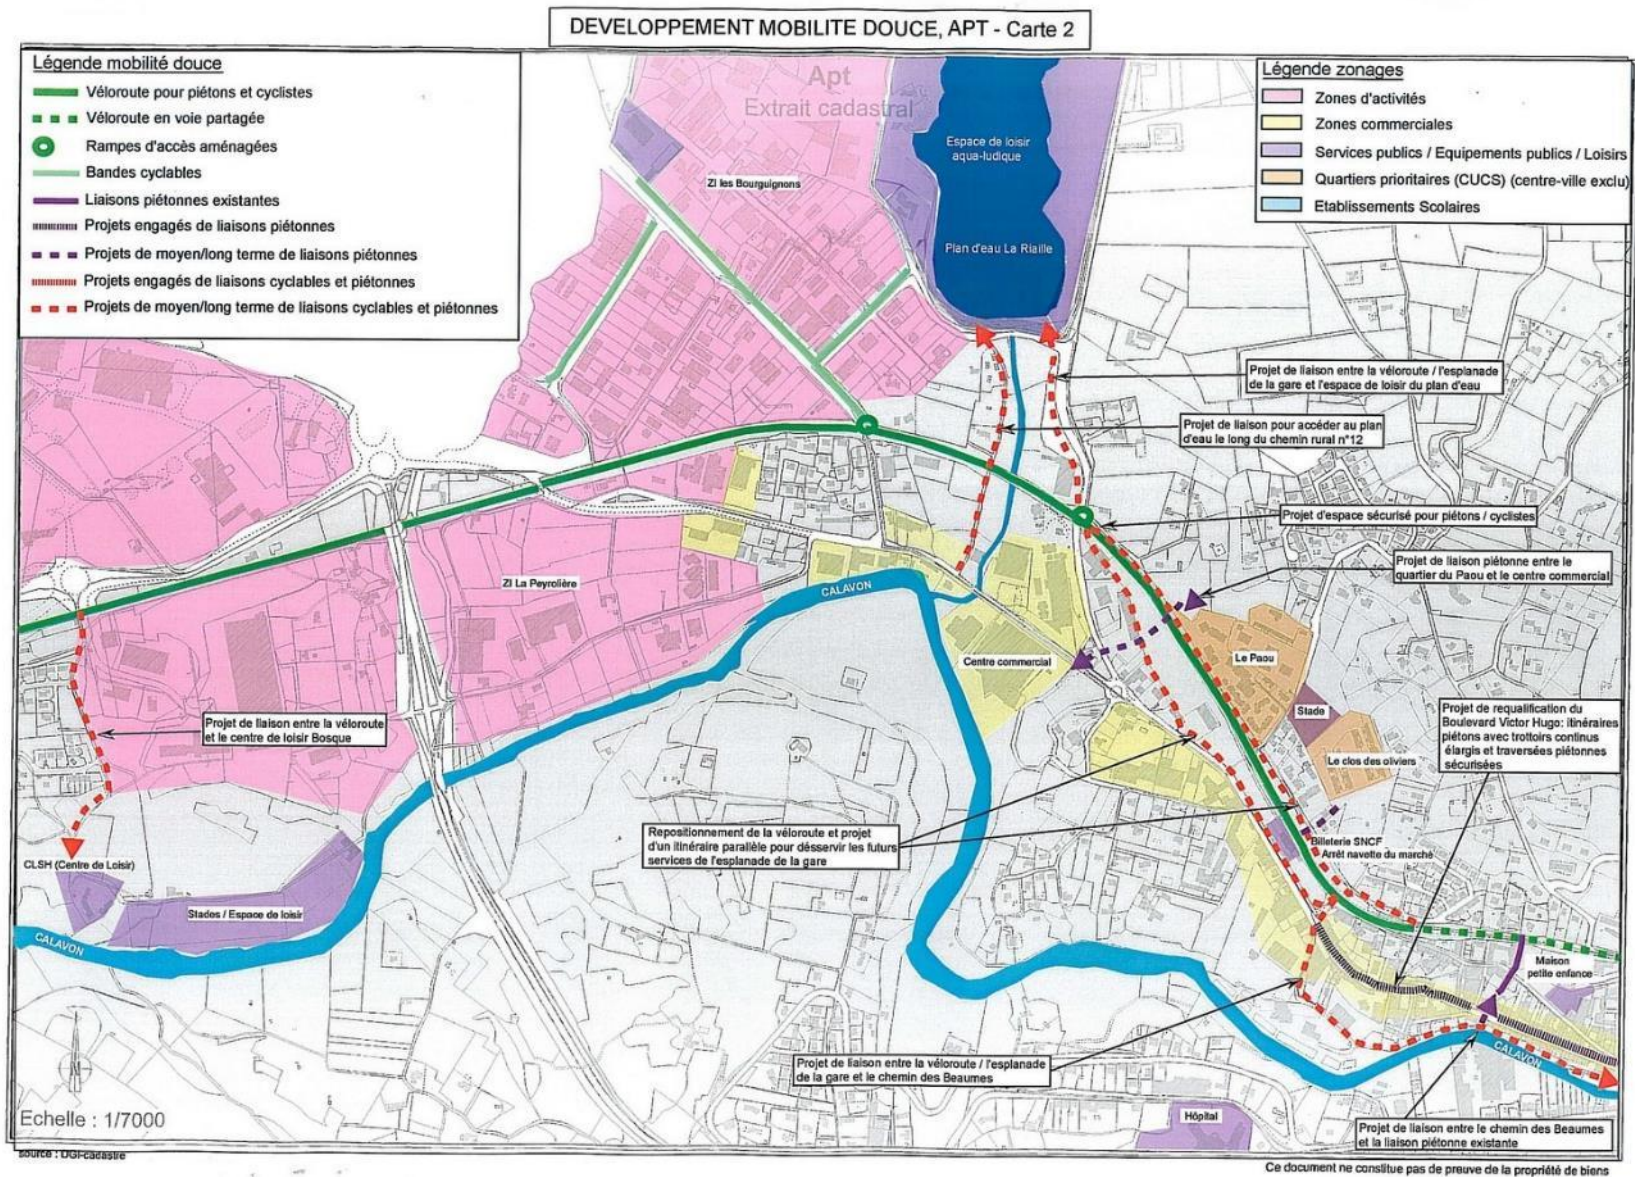 DEVELOPPEMENT MOBILITE DOUCE, APT - Carte 2
Légende mobilité douce
Véloroute pour piétons et cyclistes
Véloroute en voie partagée
Rampes d'accès aménagées
Bandes cyclables
Liaisons piétonnes existantes
Projets engagés de liaisons piétonnes
Projets de moyen/long terme de liaisons piétonnes
Projets engagés de liaisons cyclables et piétonnes
Projets de moyen/long terme de liaisons cyclables et piétonnes
Apt
Extrait cadastral
Légende zonages
Zones d'activités
Zones commerciales
Services publics / Equipements publics / Loisirs
Quartiers prioritaires (CUCS) (centre-ville exclu)
Etablissements Scolaires
Espace de loisir
aqua-ludique
ZI les Bourguignons
Plan d'eau La Riaille
Projet de liaison entre la véloroute / l'esplanade
de la gare et l'espace de loisir du plan d'eau
Projet de liaison pour accéder au plan
d'eau le long du chemin rural n°12
Projet d'espace sécurisé pour piétons / cyclistes
Projet de liaison piétonne entre le
quartier du Paou et le centre commercial
ZI La Peyrolière
CALAVON
Centre commercial
Le Paou
Stade
Projet de liaison entre la véloroute
et le centre de loisir Bosque
Projet de requalification du
Boulevard Victor Hugo: itinéraires
piétons avec trottoirs continus
élargis et traversées piétonnes
sécurisées
Le clos des oliviers
Repositionnement de la véloroute et projet
d'un itinéraire parallèle pour désservir les futurs
services de l'esplanade de la gare
Billeterie SNCF
Arrêt navette du marché
CLSH (Centre de Loisir)
Stades / Espace de loisir
CALAVON
Maison
petite enfance
Projet de liaison entre la véloroute / l'esplanade
de la gare et le chemin des Beaumes
CALAVON
Hôpital
Projet de liaison entre le chemin des Beaumes
et la liaison piétonne existante
Echelle : 1/7000
source : DGI-cadastre
Ce document ne constitue pas de preuve de la propriété de biens